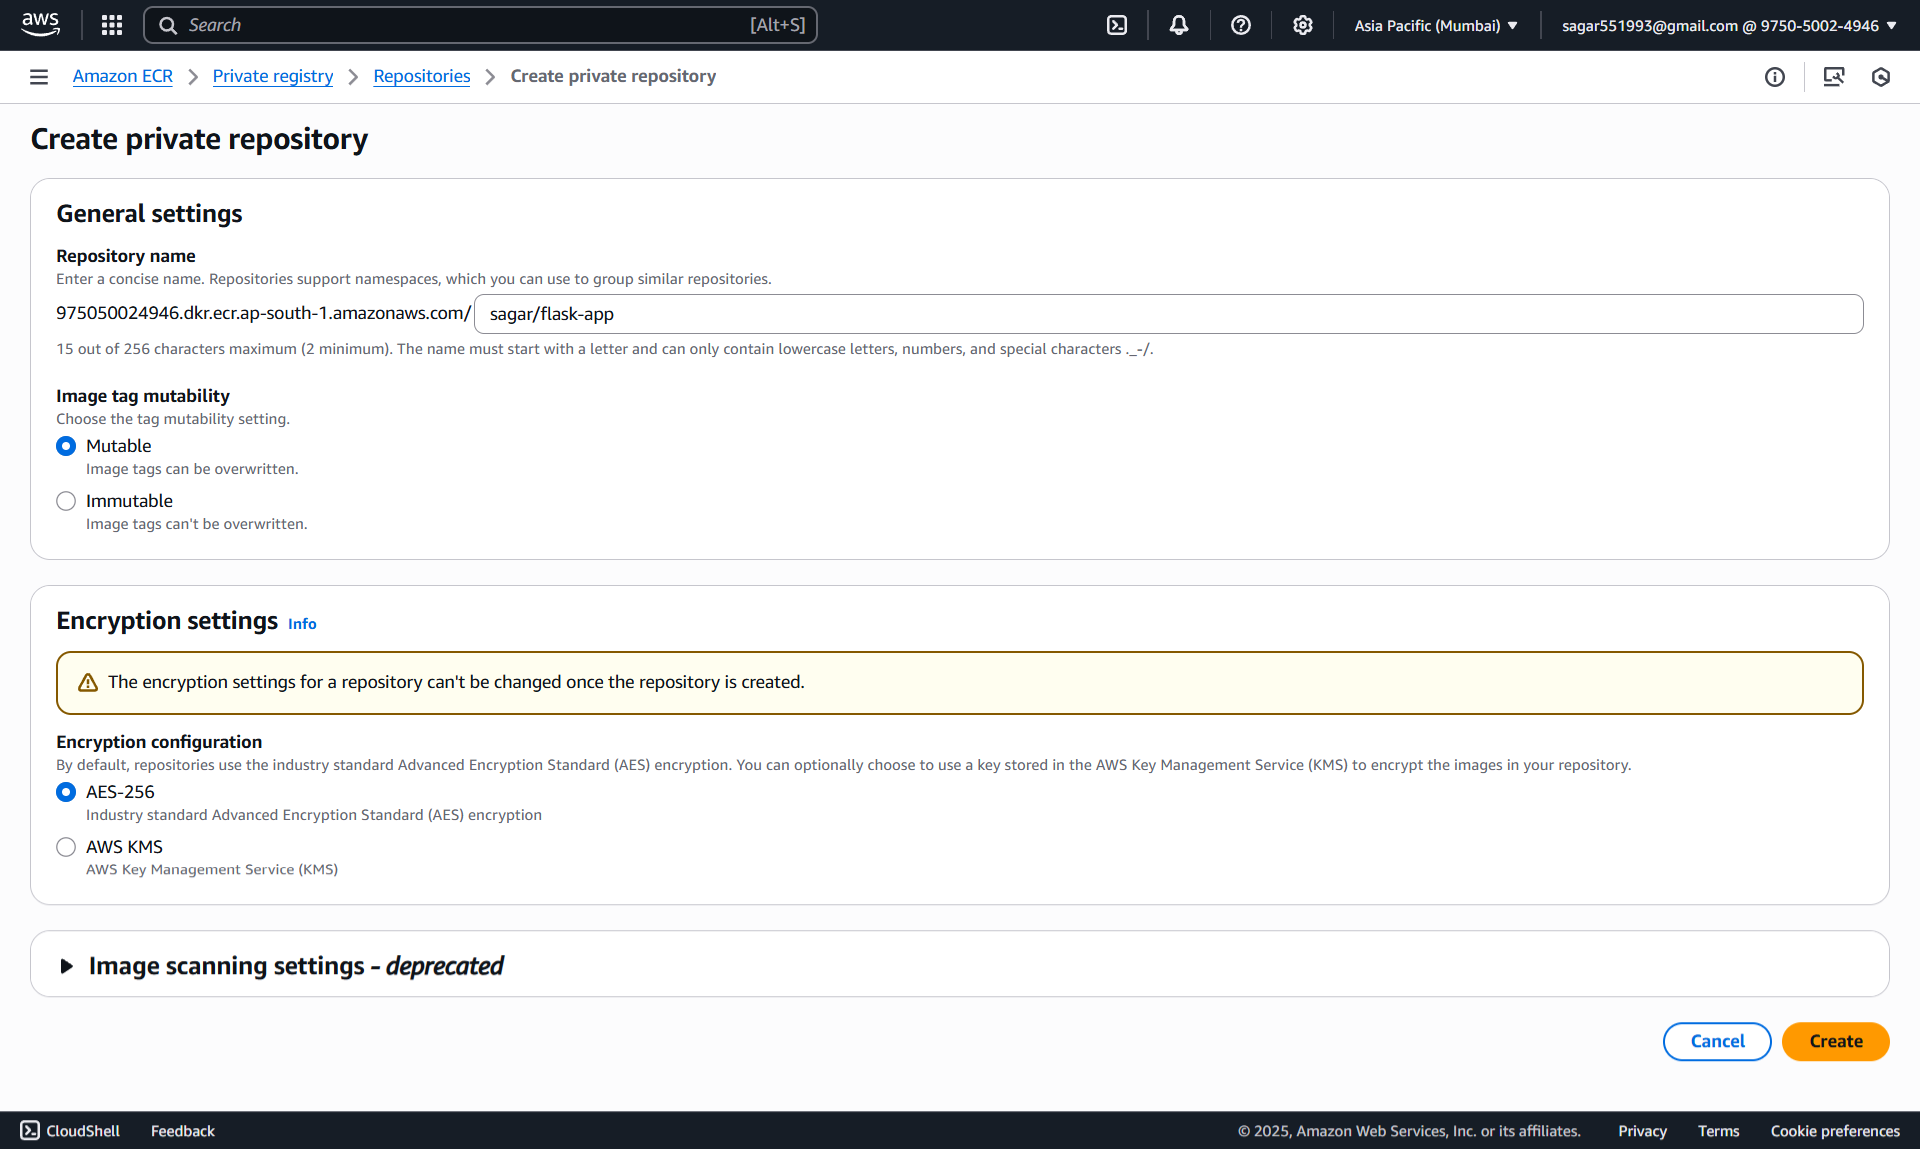 aws
Search [Alt+S]
Asia Pacific (Mumbai)
sagar551993@gmail.com @ 9750-5002-4946
Amazon ECR
Private registry
Repositories
Create private repository
Create private repository
General settings
Repository name
Enter a concise name. Repositories support namespaces, which you can use to group similar repositories.
975050024946.dkr.ecr.ap-south-1.amazonaws.com/ sagar/flask-app
15 out of 256 characters maximum (2 minimum). The name must start with a letter and can only contain lowercase letters, numbers, and special characters ._-/.
Image tag mutability
Choose the tag mutability setting.
Mutable
Image tags can be overwritten.
Immutable
Image tags can't be overwritten.
Encryption settings Info
The encryption settings for a repository can't be changed once the repository is created.
Encryption configuration
By default, repositories use the industry standard Advanced Encryption Standard (AES) encryption. You can optionally choose to use a key stored in the AWS Key Management Service (KMS) to encrypt the images in your repository.
AES-256
Industry standard Advanced Encryption Standard (AES) encryption
AWS KMS
AWS Key Management Service (KMS)
Image scanning settings - deprecated
Cancel
Create
CloudShell
Feedback
© 2025, Amazon Web Services, Inc. or its affiliates.
Privacy
Terms
Cookie preferences